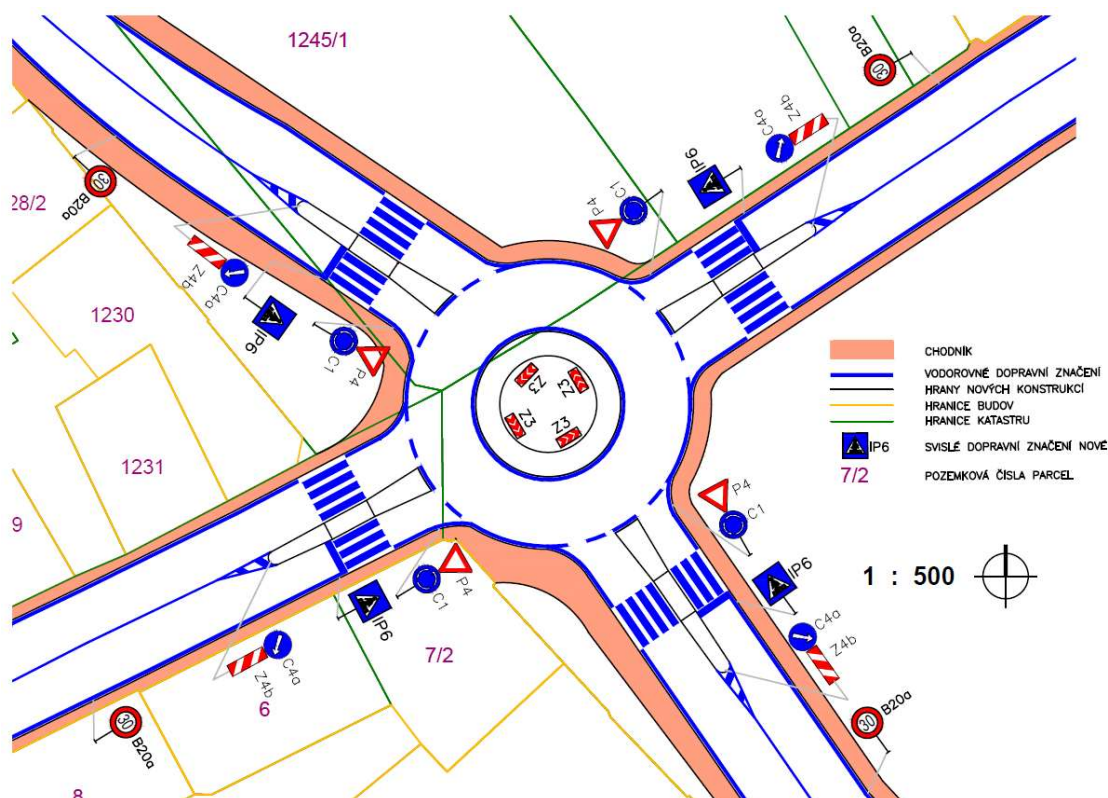 1245/1
30
B20a
Z4b
C4a
IP6
C1
P4
30
B20a
28/2
Z4b
C4a
IP6
C1
P4
1230
1231
9
Z3
Z3
Z3
Z3
CHODNÍK
VODOROVNÉ DOPRAVNÍ ZNAČENÍ
HRANY NOVÝCH KONSTRUKCÍ
HRANICE BUDOV
HRANICE KATASTRU
IP6 SVISLÉ DOPRAVNÍ ZNAČENÍ NOVÉ
7/2 POZEMKOVÁ ČÍSLA PARCEL
1 : 500
P4
C1
IP6
C4a
Z4b
30
B20a
P4
C1
IP6
C4a
Z4b
7/2
6
30
B20a
8